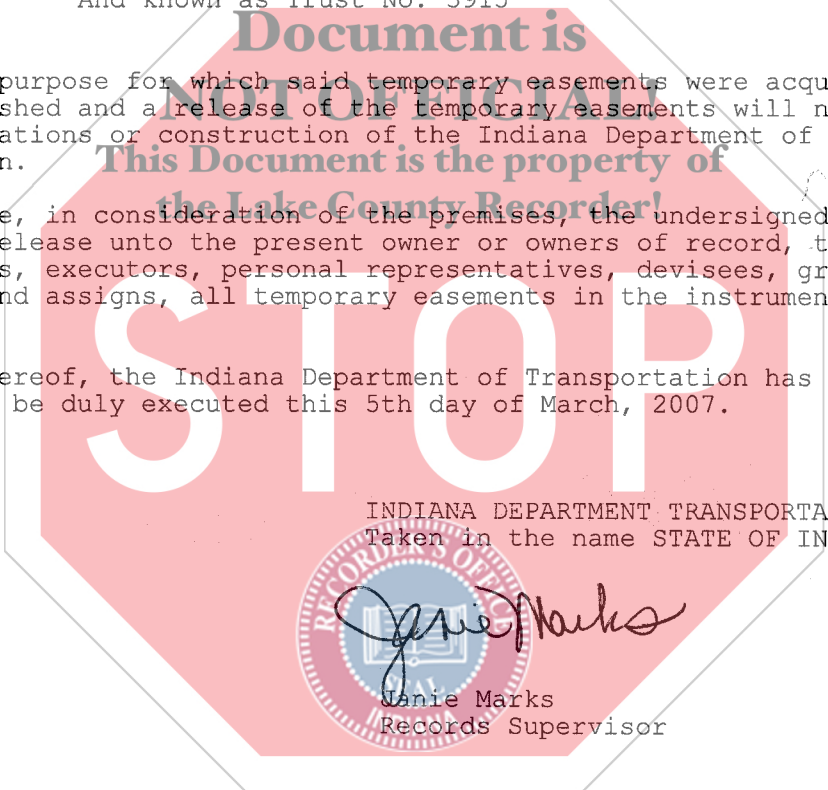 And known as Trust No. 5915
Document is
purpose for which said temporary easements were acqu
NOT OFFICIAL!
shed and a release of the temporary easements will n
ations or construction of the Indiana Department of
n.
This Document is the property of
the Lake County Recorder!
e, in consideration of the premises, the undersigned
elease unto the present owner or owners of record, t
s, executors, personal representatives, devisees, gr
nd assigns, all temporary easements in the instrumen
STOP
ereof, the Indiana Department of Transportation has
be duly executed this 5th day of March, 2007.
INDIANA DEPARTMENT TRANSPORTA
Taken in the name STATE OF IN
RECORDER'S OFFICE
Janie Marks
SEAL
INDIANA
Janie Marks
Records Supervisor